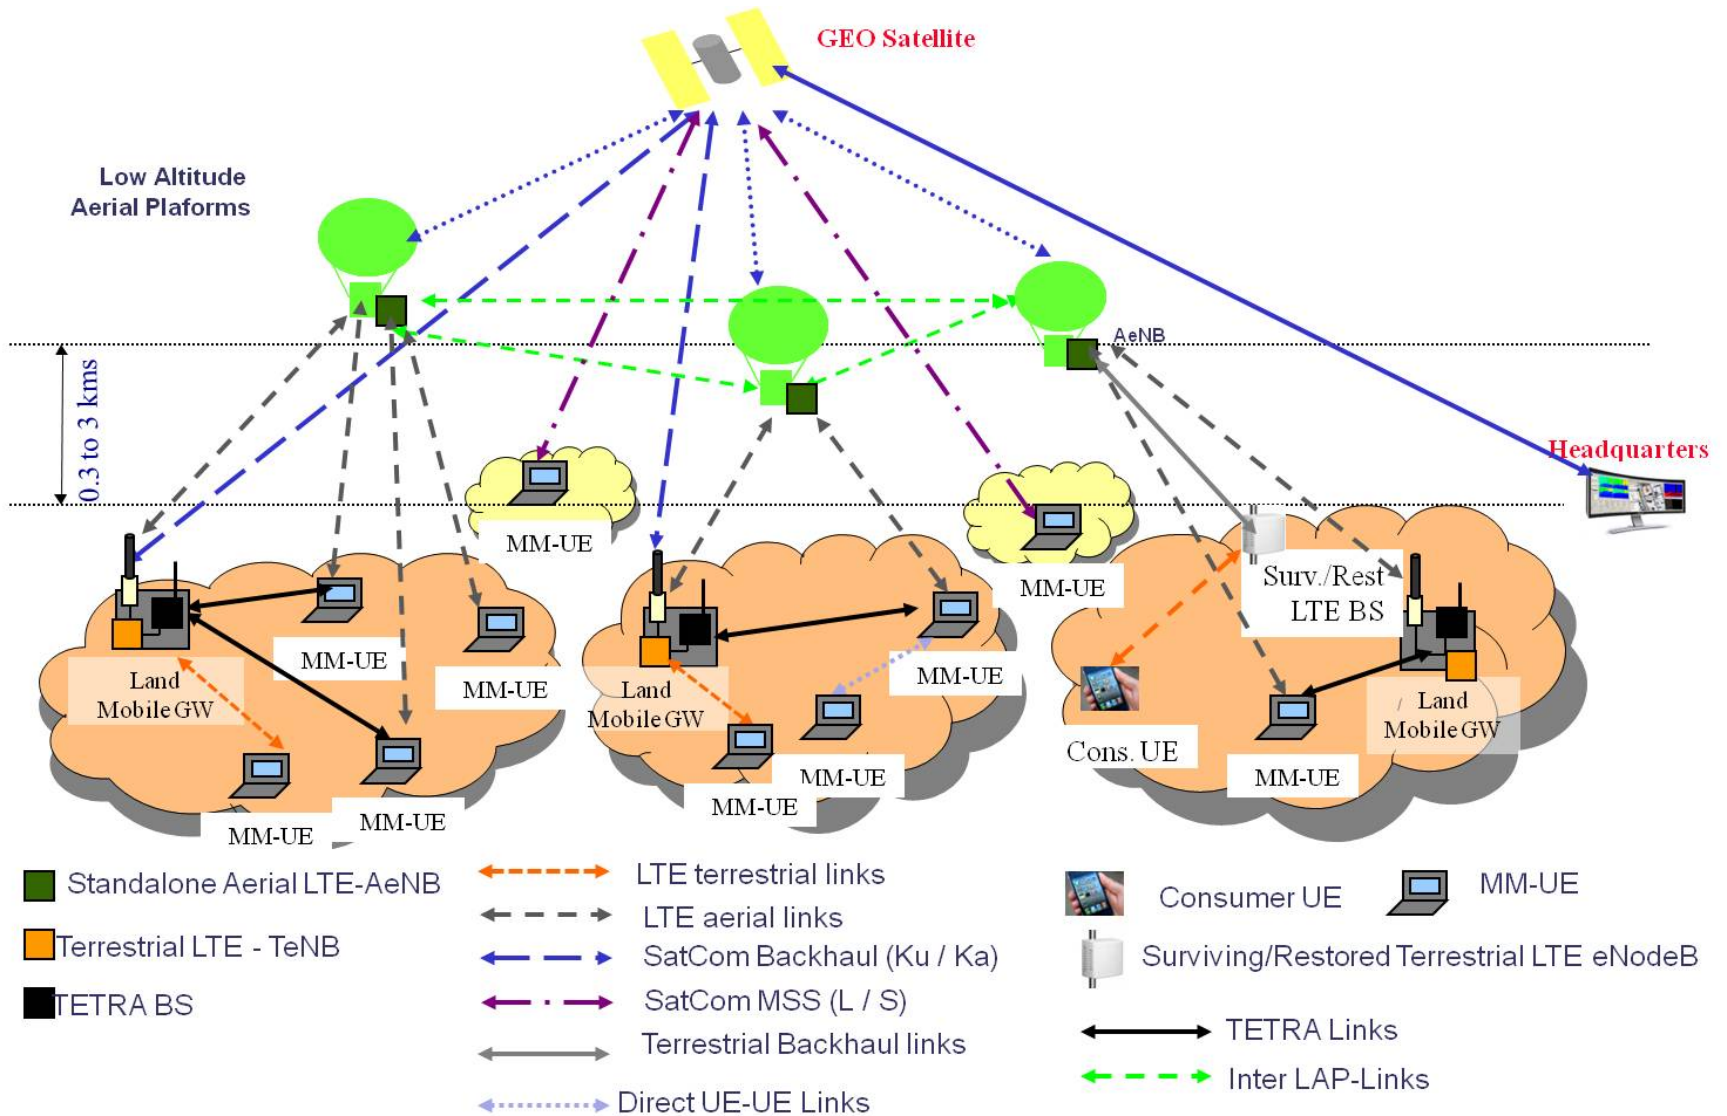 GEO Satellite
Low Altitude
Aerial Plaforms
AeNB
0.3 to 3 kms
Headquarters
MM-UE
MM-UE
Surv./Rest
LTE BS
MM-UE
MM-UE
MM-UE
Land
Mobile GW
Land
Mobile GW
Land
Mobile GW
Cons. UE
MM-UE
MM-UE
MM-UE
MM-UE
MM-UE
MM-UE
Standalone Aerial LTE-AeNB
Terrestrial LTE - TeNB
TETRA BS
LTE terrestrial links
LTE aerial links
SatCom Backhaul (Ku / Ka)
SatCom MSS (L / S)
Terrestrial Backhaul links
Direct UE-UE Links
Consumer UE
MM-UE
Surviving/Restored Terrestrial LTE eNodeB
TETRA Links
Inter LAP-Links